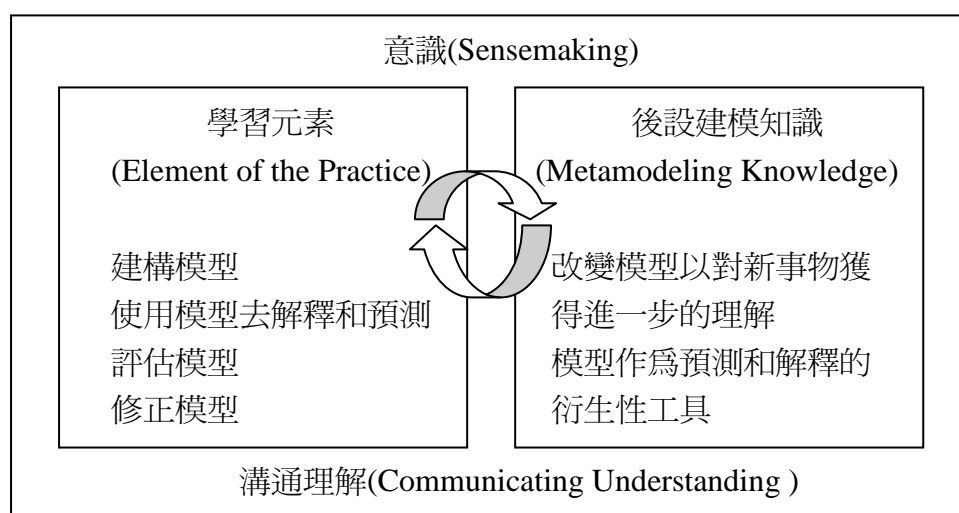 意識(Sensemaking)
學習元素
(Element of the Practice)
建構模型
使用模型去解釋和預測
評估模型
修正模型
後設建模知識
(Metamodeling Knowledge)
改變模型以對新事物獲
得進一步的理解
模型作爲預測和解釋的
衍生性工具
溝通理解(Communicating Understanding )